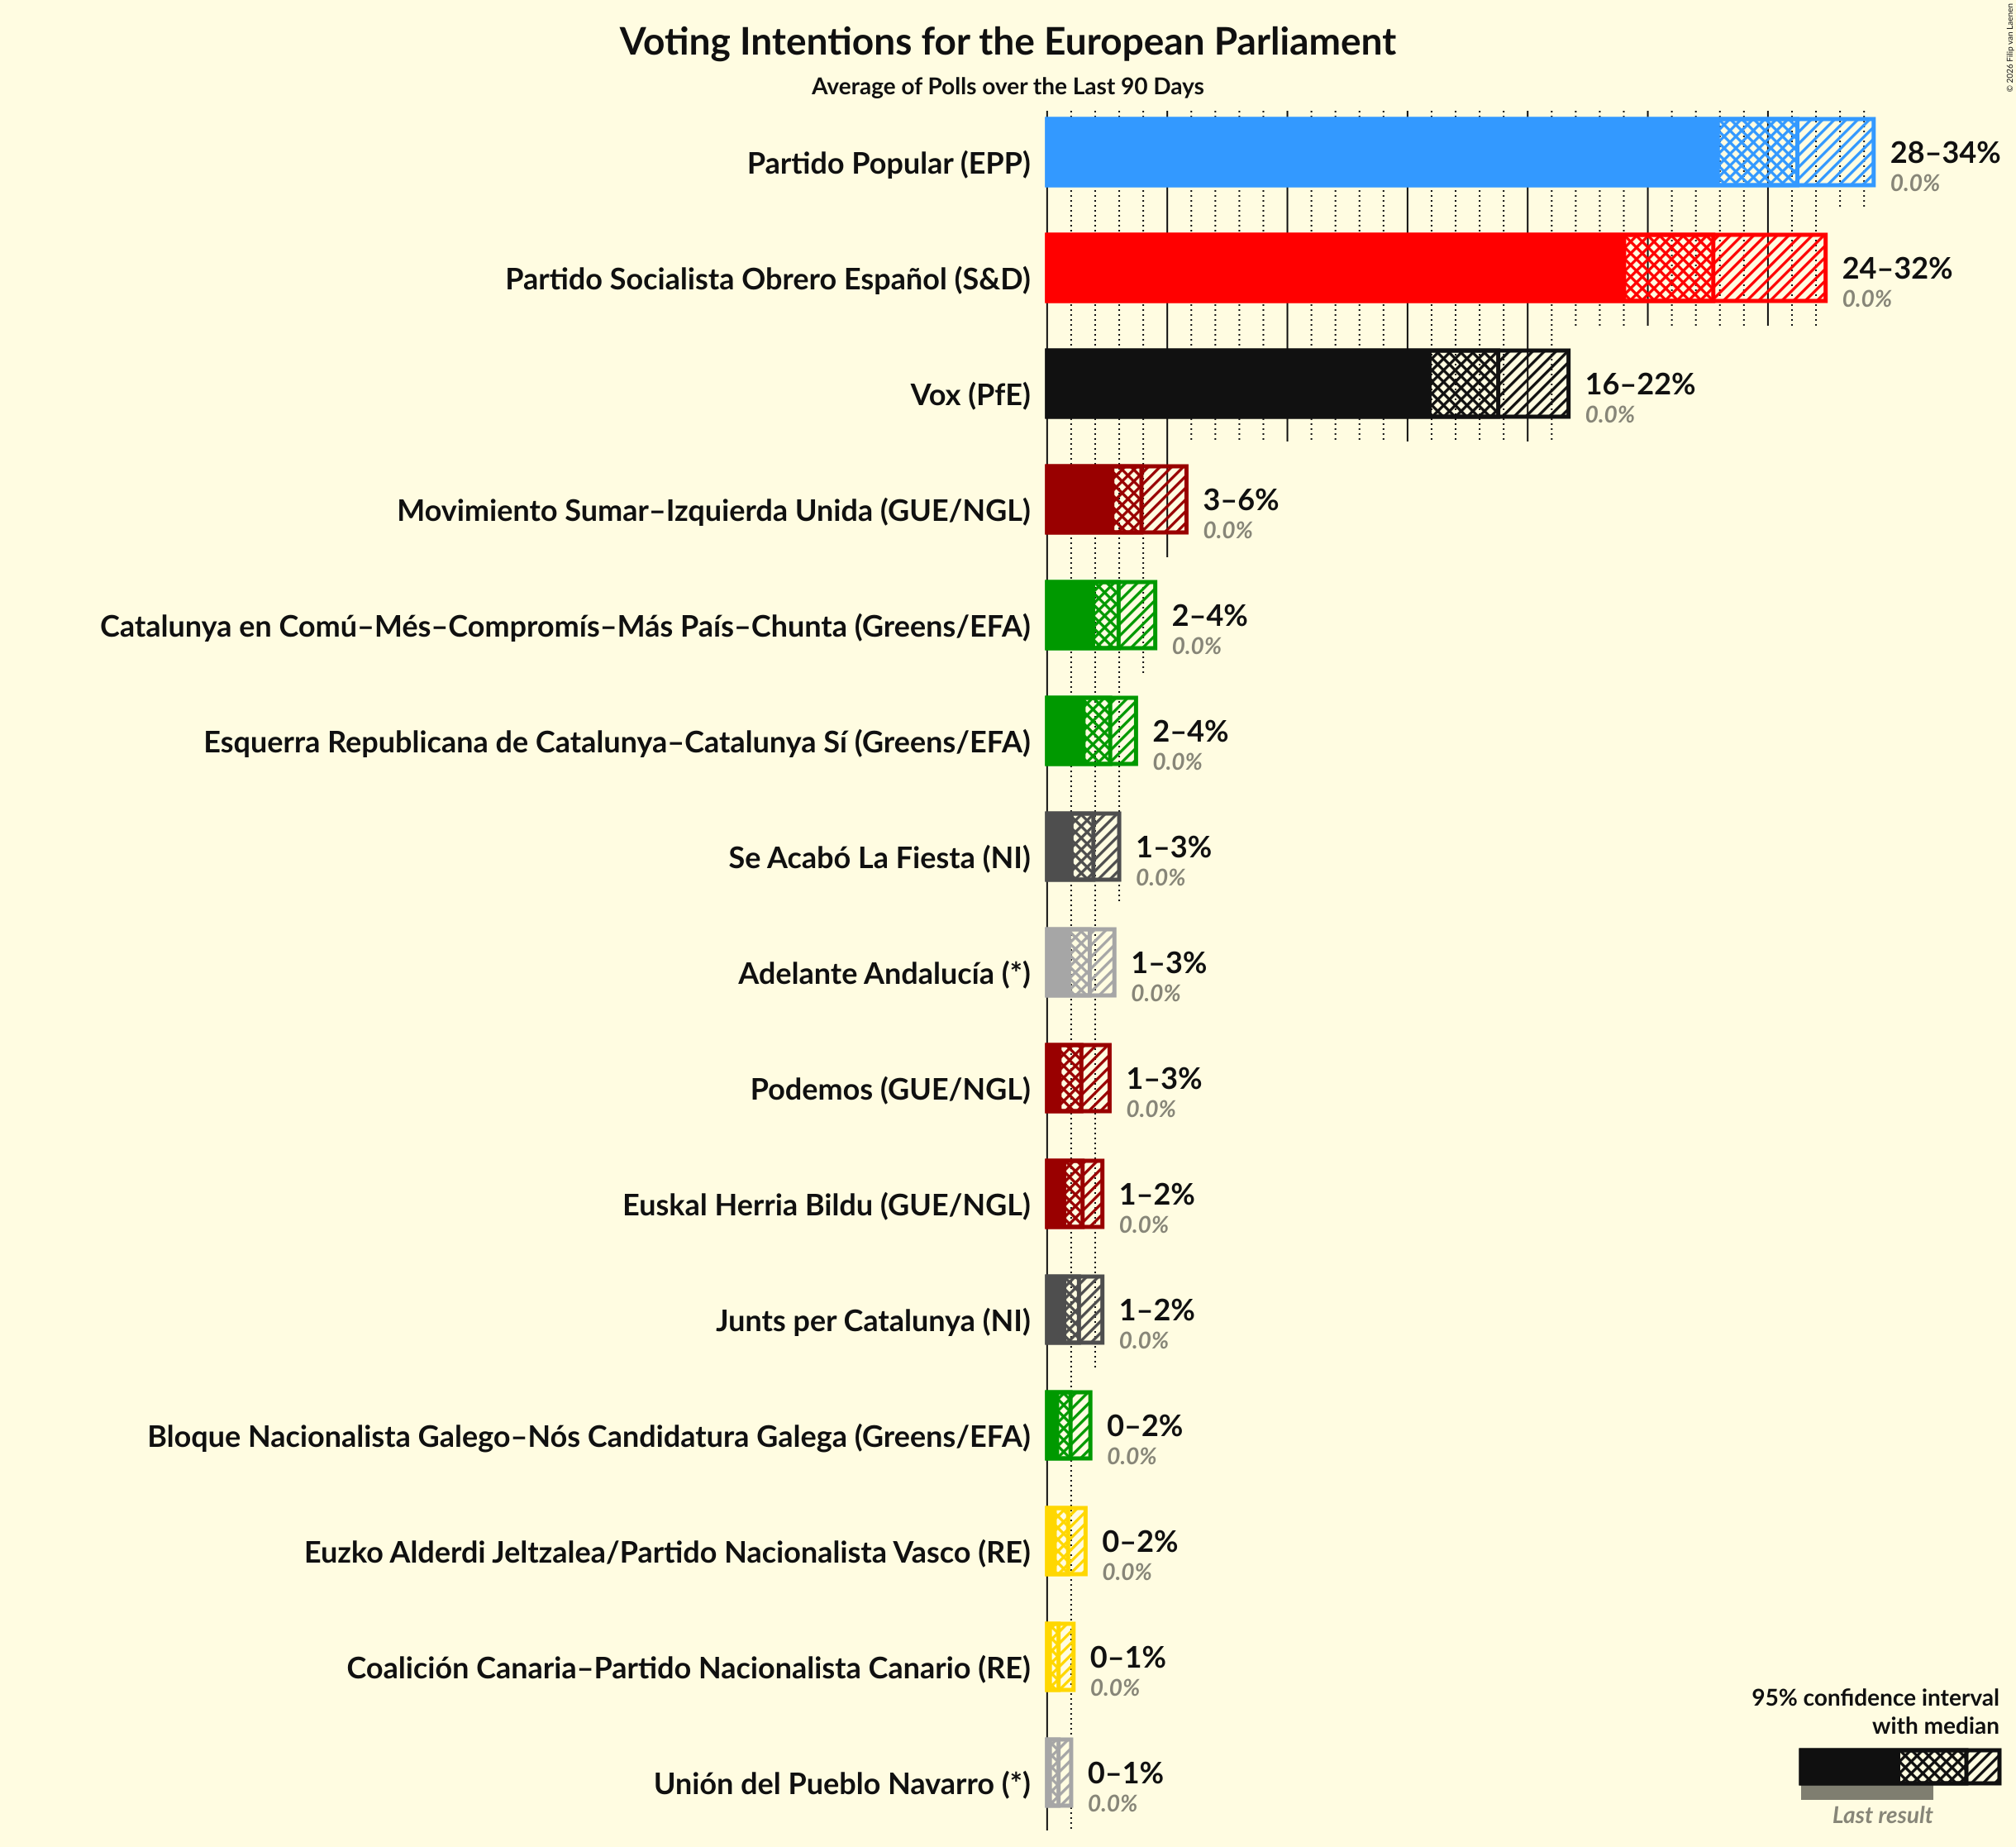 Voting Intentions for the European Parliament
Average of Polls over the Last 90 Days
© 2026 Filip van Laenen
Partido Popular (EPP)
28–34%
0.0%
Partido Socialista Obrero Español (S&D)
24–32%
0.0%
Vox (PfE)
16–22%
0.0%
Movimiento Sumar–Izquierda Unida (GUE/NGL)
3–6%
0.0%
Catalunya en Comú–Més–Compromís–Más País–Chunta (Greens/EFA)
2–4%
0.0%
Esquerra Republicana de Catalunya–Catalunya Sí (Greens/EFA)
2–4%
0.0%
Se Acabó La Fiesta (NI)
1–3%
0.0%
Adelante Andalucía (*)
1–3%
0.0%
Podemos (GUE/NGL)
1–3%
0.0%
Euskal Herria Bildu (GUE/NGL)
1–2%
0.0%
Junts per Catalunya (NI)
1–2%
0.0%
Bloque Nacionalista Galego–Nós Candidatura Galega (Greens/EFA)
0–2%
0.0%
Euzko Alderdi Jeltzalea/Partido Nacionalista Vasco (RE)
0–2%
0.0%
Coalición Canaria–Partido Nacionalista Canario (RE)
0–1%
0.0%
Unión del Pueblo Navarro (*)
0–1%
0.0%
95% confidence interval
with median
Last result